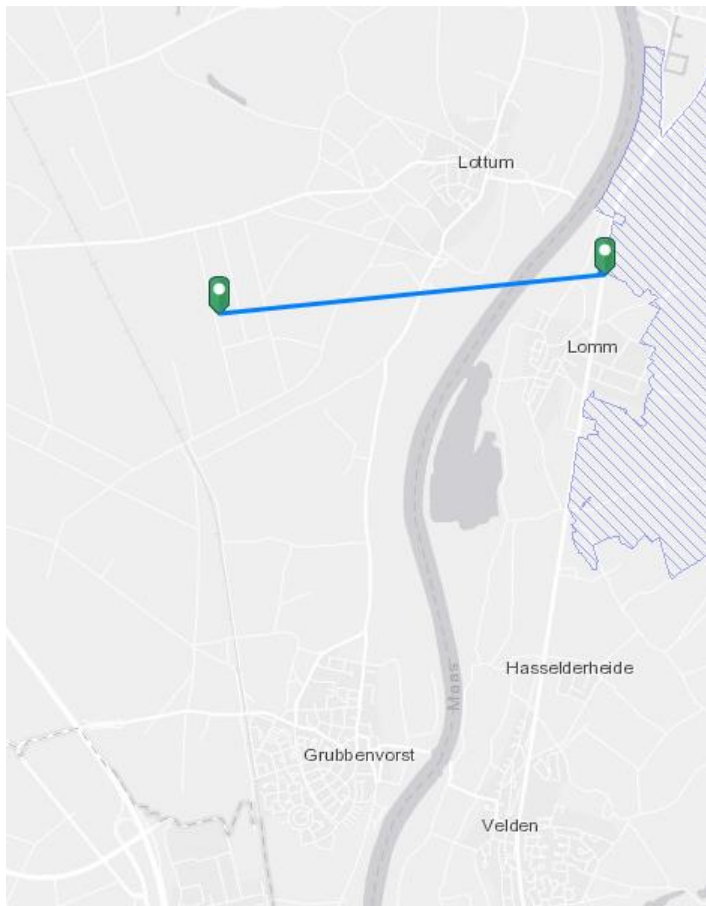 Lottum
Lomm
Hasselderheide
Maas
Grubbenvorst
Velden